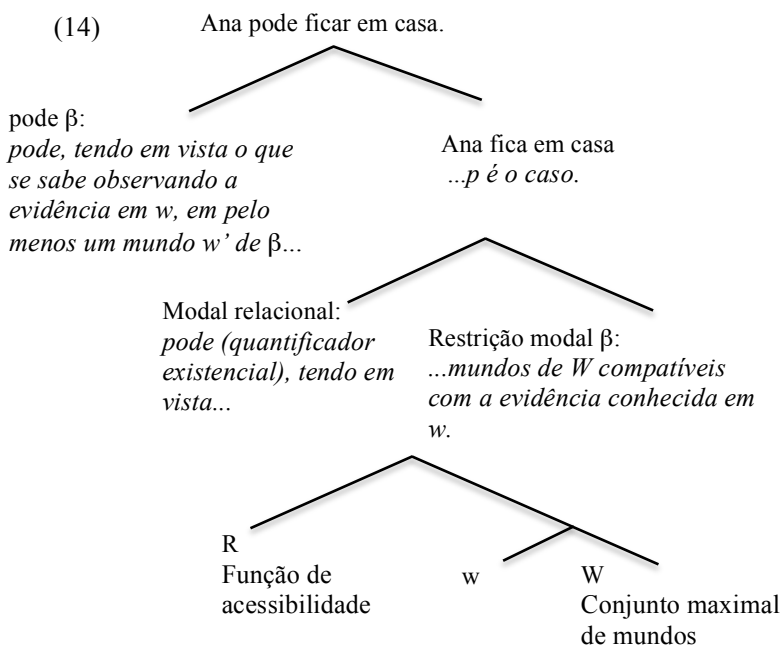 (14)
Ana pode ficar em casa.
pode β:
pode, tendo em vista o que
se sabe observando a
evidência em w, em pelo
menos um mundo w’ de β...
Ana fica em casa
...p é o caso.
Modal relacional:
pode (quantificador
existencial), tendo em
vista...
Restrição modal β:
...mundos de W compatíveis
com a evidência conhecida em
w.
R
Função de
acessibilidade
w
W
Conjunto maximal
de mundos